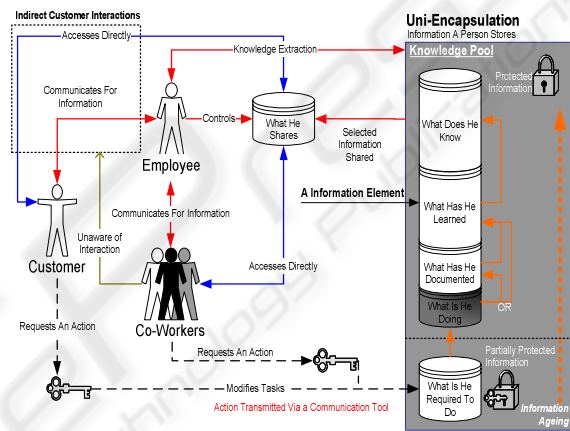 Indirect Customer Interactions
Uni-Encapsulation
Information A Person Stores
Accesses Directly
Knowledge Extraction
Knowledge Pool
Protected
Information
Communicates For
Information
Controls
What He
Shares
Selected
Information
Shared
What Does He
Know
Employee
A Information Element
What Has He
Learned
Communicates For Information
Unaware of
Interaction
Customer
Accesses Directly
What Has He
Documented
What Is He
Doing
OR
Co-Workers
Requests An Action
Requests An Action
Partially Protected
Information
Modifies Tasks
What Is He
Required To
Do
Action Transmitted Via a Communication Tool
Information
Ageing